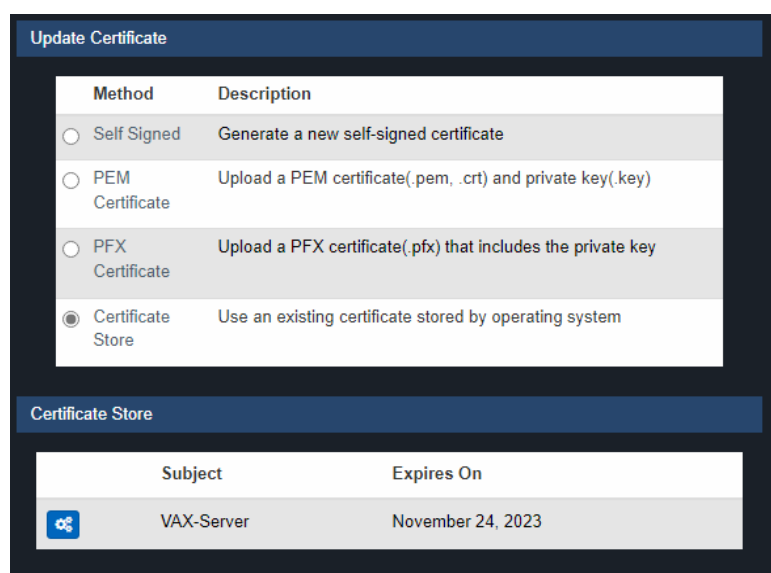 Update Certificate
Method Description
Self Signed Generate a new self-signed certificate
PEM Upload a PEM certificate(.pem, .crt) and private key(.key)
Certificate
PFX Upload a PFX certificate(.pfx) that includes the private key
Certificate
Certificate Use an existing certificate stored by operating system
Store
Certificate Store
Subject Expires On
VAX-Server November 24, 2023